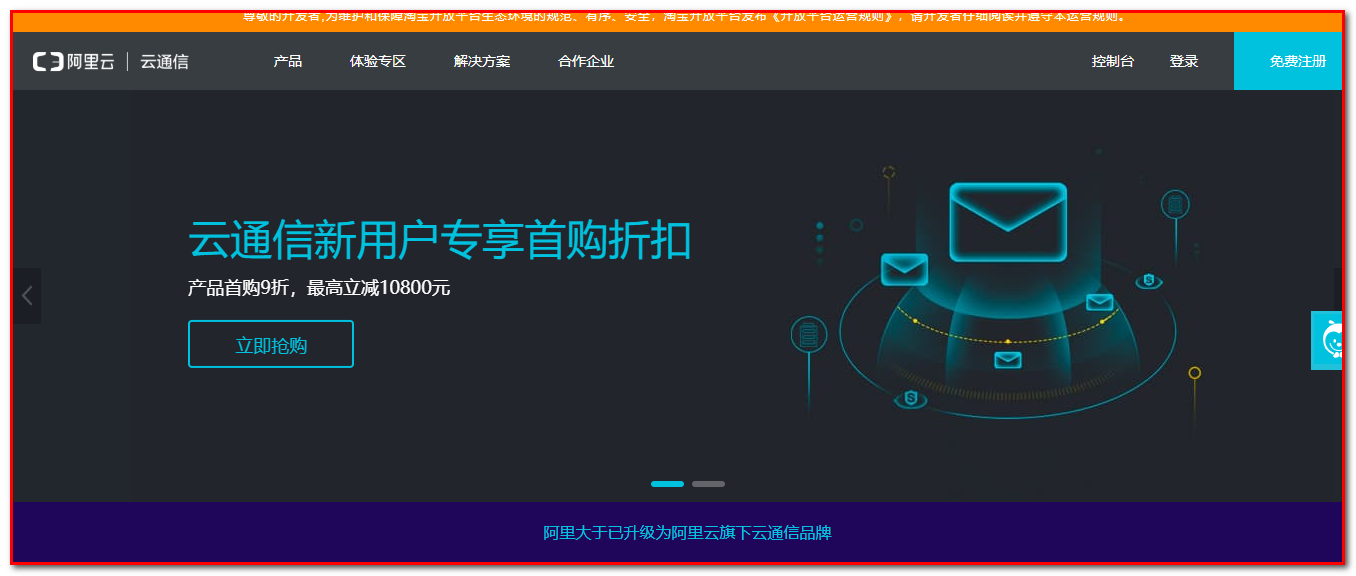 尊敬的开发者,为维护和保障淘宝开放平台生态环境的规范、有序、安全，淘宝开放平台发布《开放平台运营规则》，请开发者仔细阅读并遵守本运营规则。
阿里云 云通信 产品 体验专区 解决方案 合作企业 控制台 登录 免费注册
云通信新用户专享首购折扣
产品首购9折，最高立减10800元
立即抢购
阿里大于已升级为阿里云旗下云通信品牌